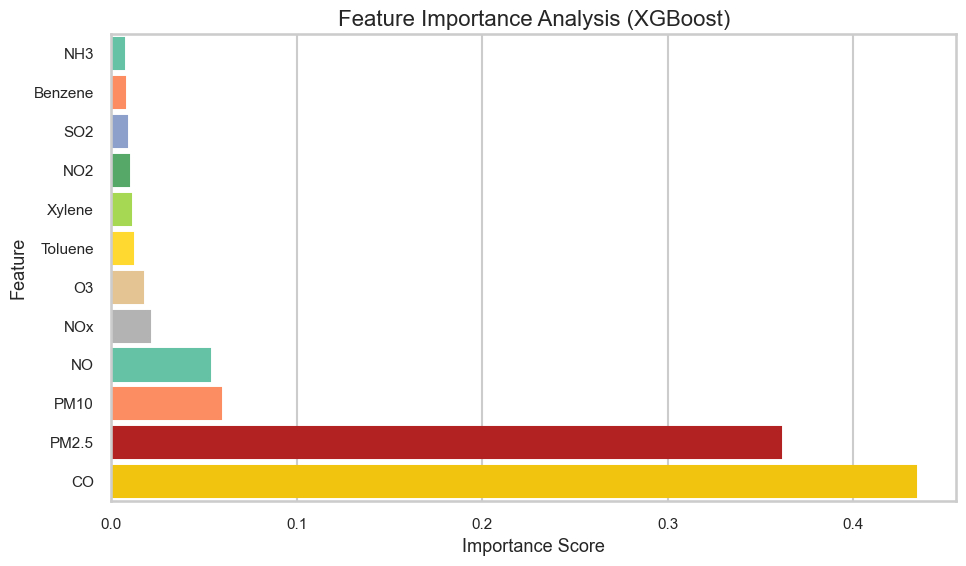 Feature Importance Analysis (XGBoost)
Feature
NH3
Benzene
SO2
NO2
Xylene
Toluene
O3
NOx
NO
PM10
PM2.5
CO
0.0 0.1 0.2 0.3 0.4
Importance Score